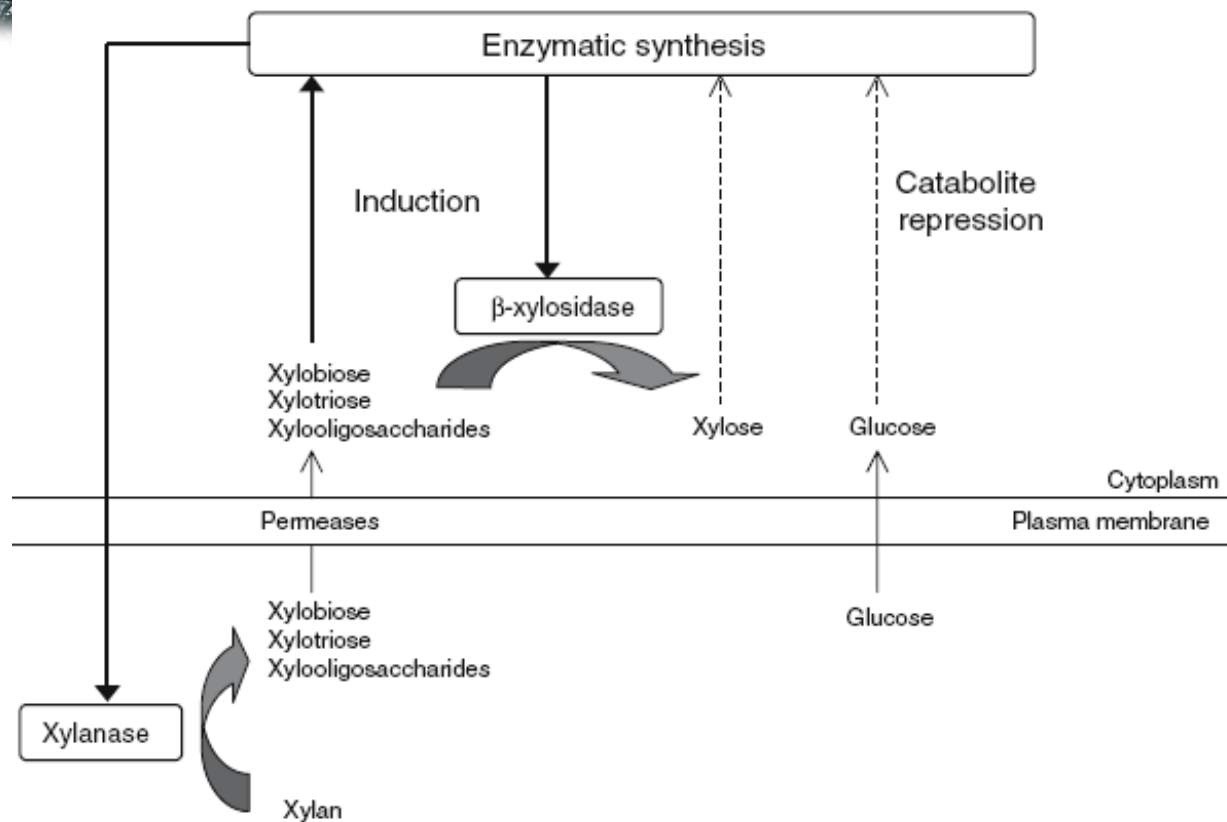 Enzymatic synthesis
Induction
Catabolite
repression
β-xylosidase
Xylobiose
Xylotriose
Xylooligosaccharides
Xylose
Glucose
Cytoplasm
Permeases
Plasma membrane
Xylobiose
Xylotriose
Xylooligosaccharides
Glucose
Xylanase
Xylan